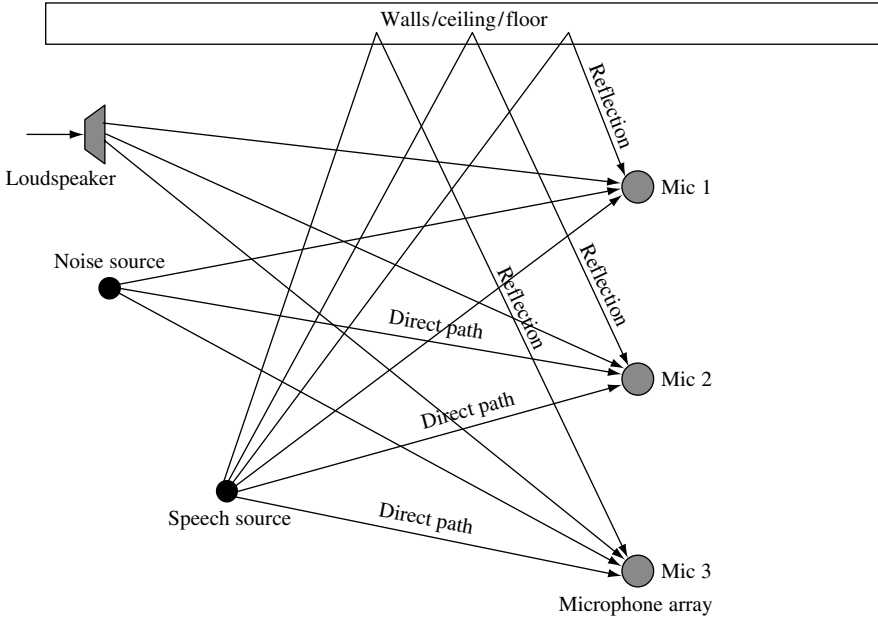 Walls/ceiling/floor
Reflection
Loudspeaker
Mic 1
Noise source
Reflection
Reflection
Direct path
Mic 2
Direct path
Speech source
Direct path
Mic 3
Microphone array